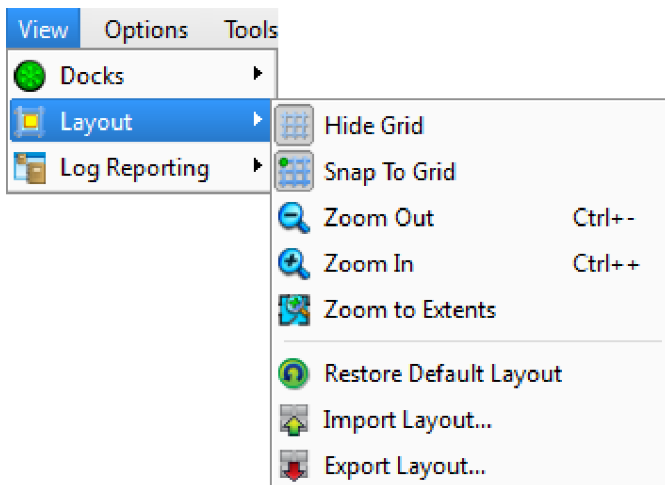 View Options Tools
Docks
Layout
Log Reporting
Hide Grid
Snap To Grid
Zoom Out Ctrl+-
Zoom In Ctrl++
Zoom to Extents
Restore Default Layout
Import Layout...
Export Layout...